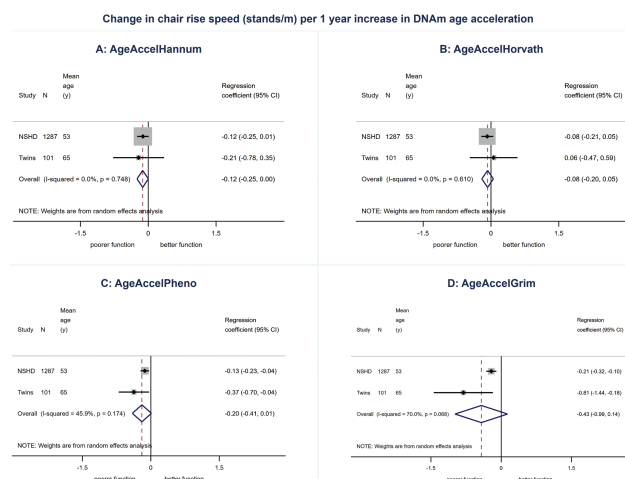 Change in chair rise speed (stands/m) per 1 year increase in DNAm age acceleration
A: AgeAccelHannum
Mean
age
Regression
Study N (y) coefficient (95% CI)
NSHD 1287 53 -0.12 (-0.25, 0.01)
Twins 101 65 -0.21 (-0.78, 0.35)
Overall (I-squared = 0.0%, p = 0.748) -0.12 (-0.25, 0.00)
NOTE: Weights are from random effects analysis
-1.5 0 1.5
poorer function better function
B: AgeAccelHorvath
Mean
age
Regression
Study N (y) coefficient (95% CI)
NSHD 1287 53 -0.08 (-0.21, 0.05)
Twins 101 65 0.06 (-0.47, 0.59)
Overall (I-squared = 0.0%, p = 0.610) -0.08 (-0.20, 0.05)
NOTE: Weights are from random effects analysis
-1.5 0 1.5
poorer function better function
C: AgeAccelPheno
Mean
age
Regression
Study N (y) coefficient (95% CI)
NSHD 1287 53 -0.13 (-0.23, -0.04)
Twins 101 65 -0.37 (-0.70, -0.04)
Overall (I-squared = 45.9%, p = 0.174) -0.20 (-0.41, 0.01)
NOTE: Weights are from random effects analysis
-1.5 0 1.5
poorer function better function
D: AgeAccelGrim
Mean
age
Regression
Study N (y) coefficient (95% CI)
NSHD 1287 53 -0.21 (-0.32, -0.10)
Twins 101 65 -0.81 (-1.44, -0.18)
Overall (I-squared = 70.0%, p = 0.068) -0.43 (-0.99, 0.14)
NOTE: Weights are from random effects analysis
-1.5 0 1.5
poorer function better function